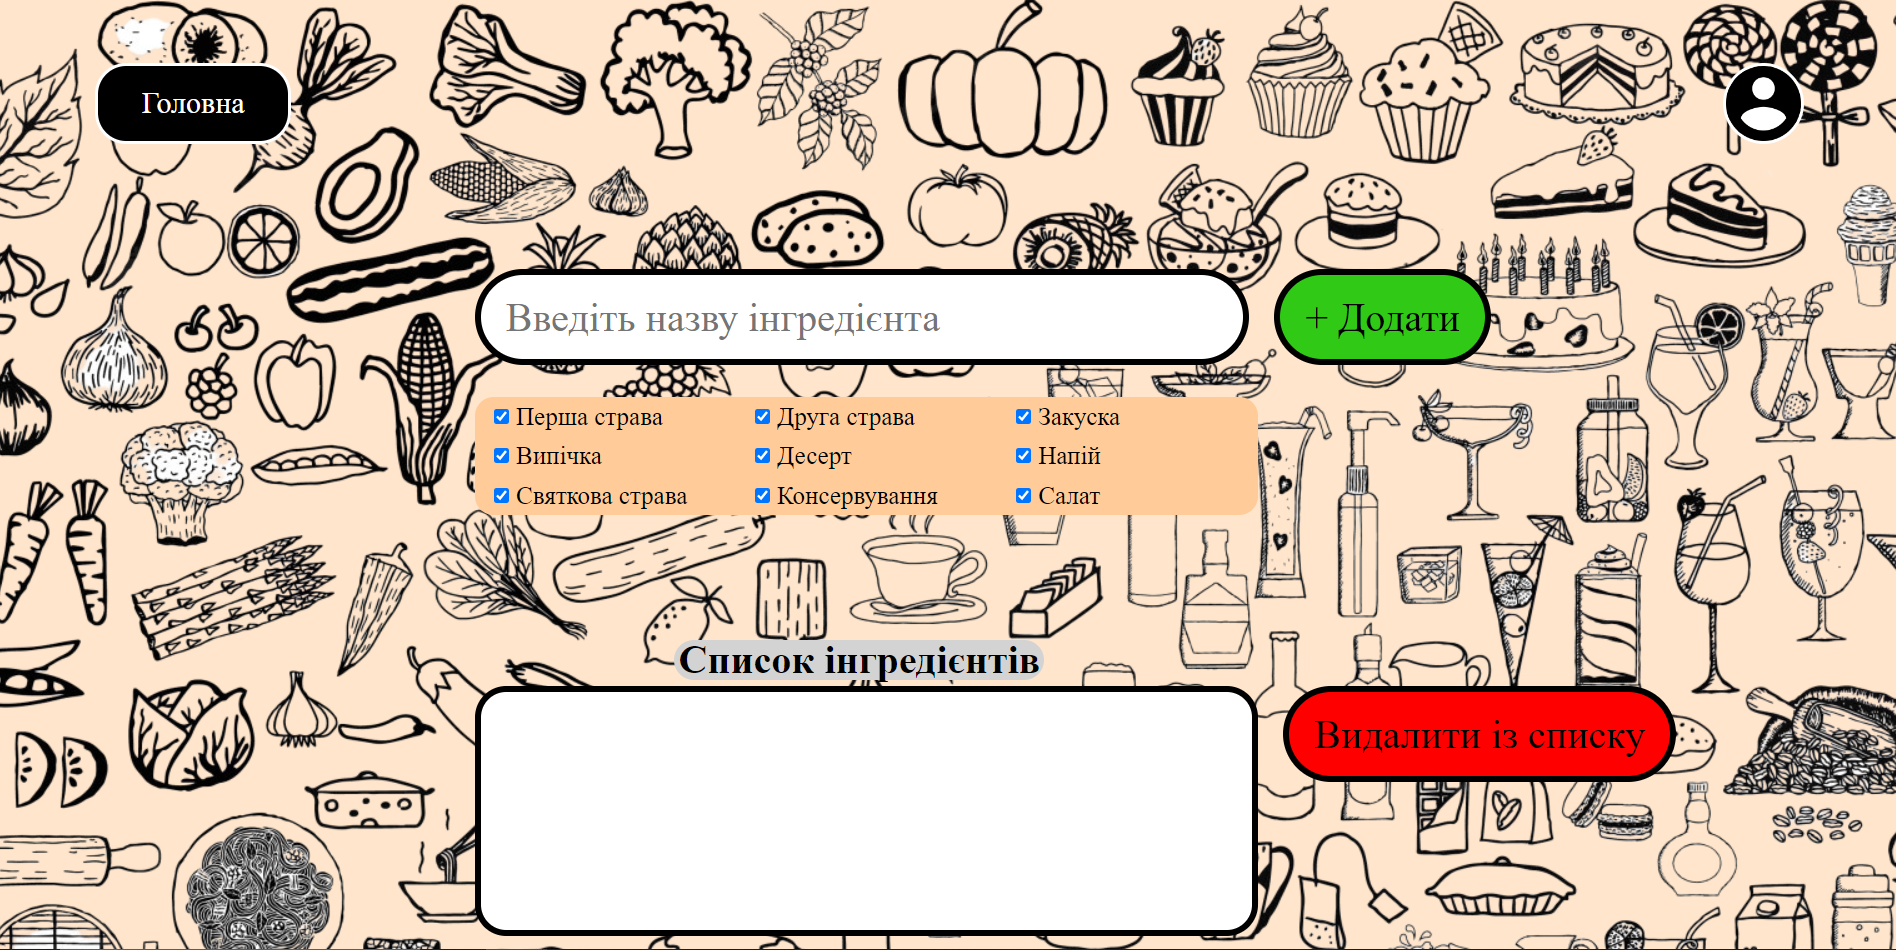 Головна
Введіть назву інгредієнта
+ Додати
Перша страва Друга страва Закуска
Випічка Десерт Напій
Святкова страва Консервування Салат
Список інгредієнтів
Видалити із списку